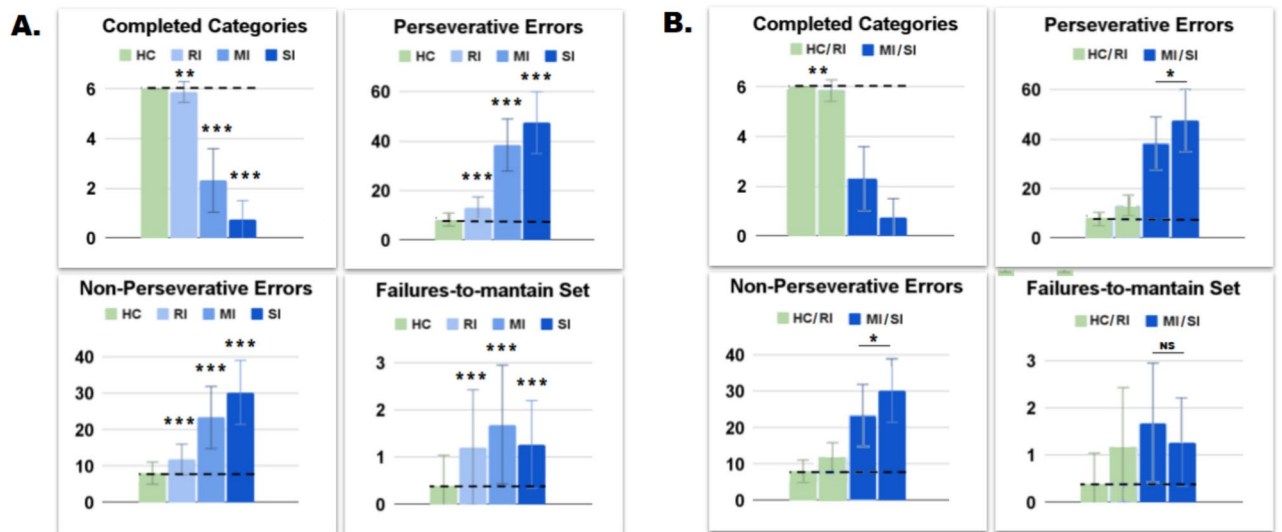 A.
Completed Categories
HC RI MI SI
6
4
2
0
**
***
***
Perseverative Errors
HC RI MI SI
60
40
20
0
***
***
***
Non-Perseverative Errors
HC RI MI SI
40
30
20
10
0
***
***
***
Failures-to-mantain Set
HC RI MI SI
3
2
1
0
***
***
***
B.
Completed Categories
HC/RI MI/SI
6
4
2
0
**
Perseverative Errors
HC/RI MI/SI
60
40
20
0
*
Non-Perseverative Errors
HC/RI MI/SI
40
30
20
10
0
*
Failures-to-mantain Set
HC/RI MI/SI
3
2
1
0
NS